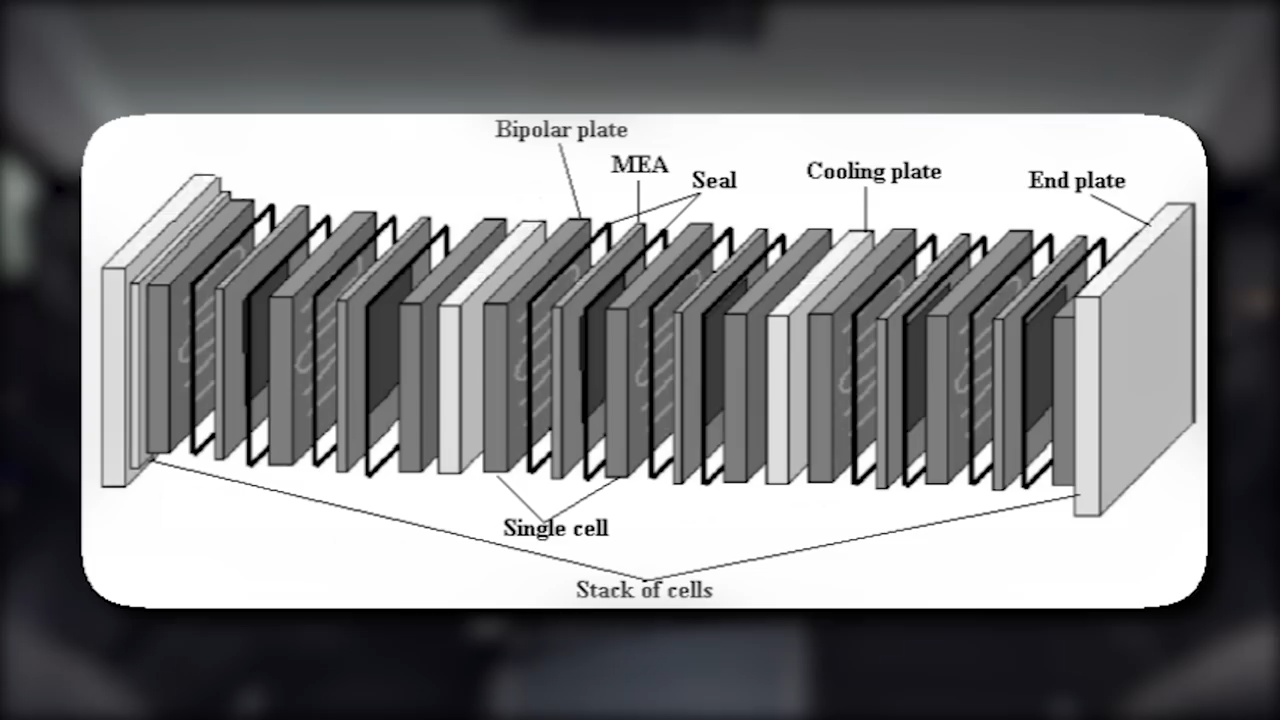 Bipolar plate
MEA
Seal
Cooling plate
End plate
Single cell
Stack of cells